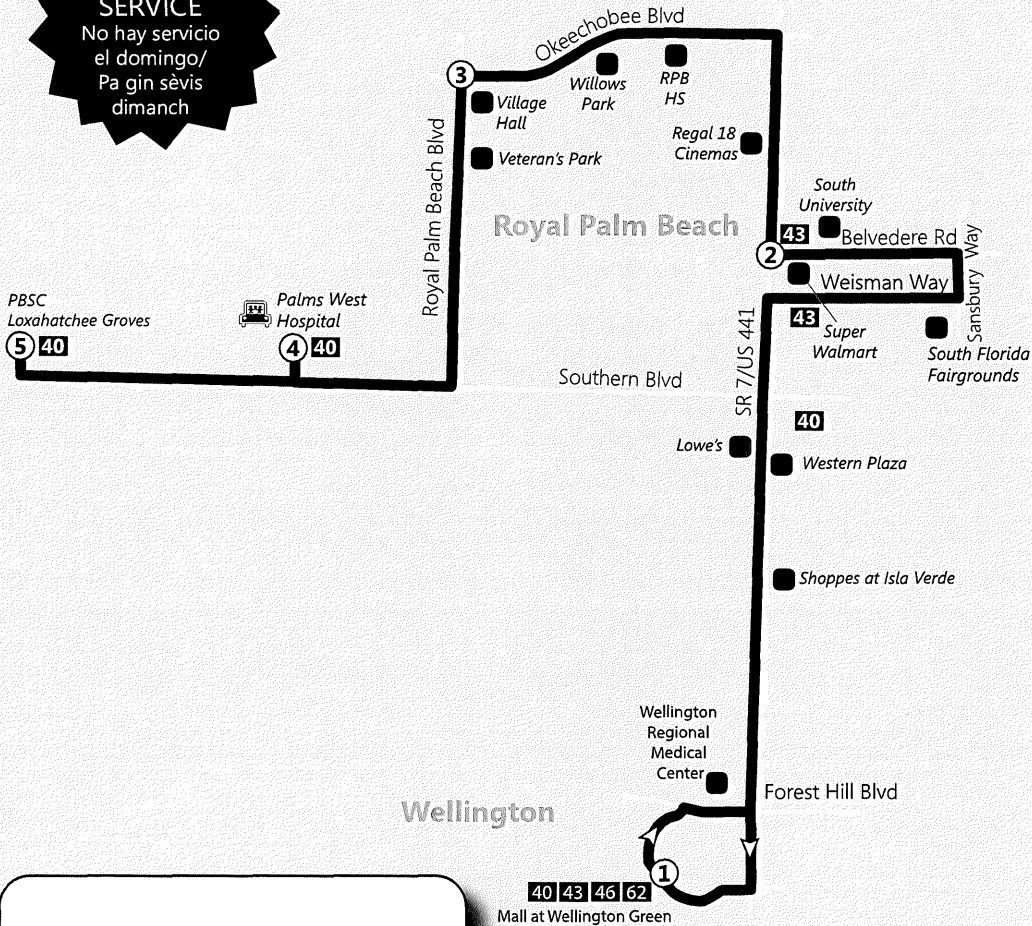 SERVICE
No hay servicio
el domingo/
Pa gin sèvis
dimanch
Okeechobee Blvd
3
Village
Hall
Veteran's Park
Willows
Park
RPB
HS
Regal 18
Cinemas
Royal Palm Beach Blvd
Royal Palm Beach
South
University
43
2
Belvedere Rd
Weisman Way
Sansbury Way
43
Super
Walmart
South Florida
Fairgrounds
PBSC
Loxahatchee Groves
5 40
Palms West
Hospital
4 40
Southern Blvd
SR 7/US 441
40
Lowe's
Western Plaza
Shoppes at Isla Verde
Wellington
Regional
Medical
Center
Forest Hill Blvd
Wellington
1
40 43 46 62
Mall at Wellington Green